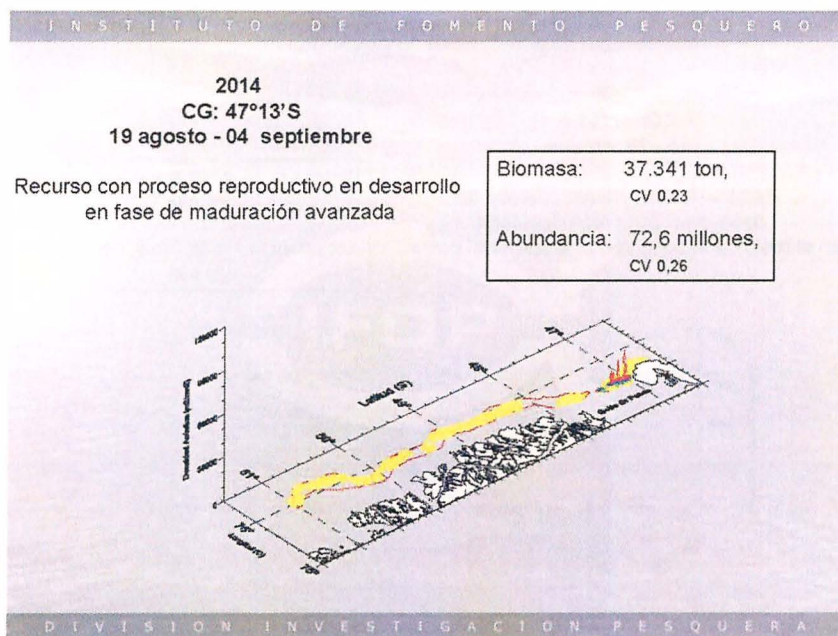 INSTITUTO DE FOMENTO PESQUERO
2014
CG: 47°13'S
19 agosto - 04 septiembre
Recurso con proceso reproductivo en desarrollo
en fase de maduración avanzada
Biomasa: 37.341 ton,
CV 0,23
Abundancia: 72,6 millones,
CV 0,26
Latitud (S)
DIVISION INVESTIGACION PESQUERA